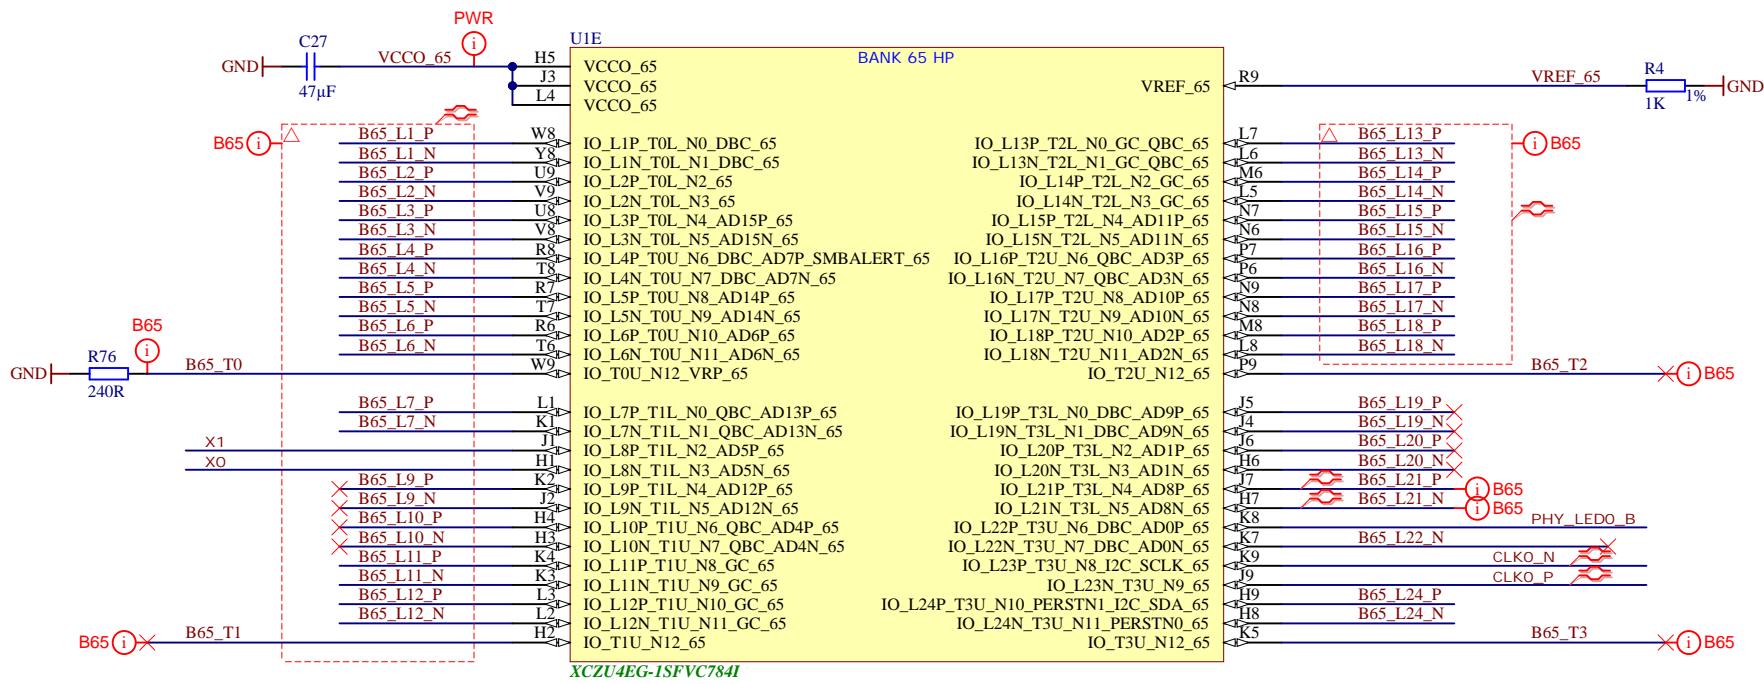 PWR
C27
U1E
GND
VCCO_65
H5
VCCO_65
BANK 65 HP
J3
VCCO_65
VREF_65
R9
VREF_65
R4
GND
47µF
L4
VCCO_65
1K
1%
B65
B65_L1_P
W8
IO_L1P_T0L_N0_DBC_65
IO_L13P_T2L_N0_GC_QBC_65
L7
B65_L13_P
B65
B65_L1_N
Y8
IO_L1N_T0L_N1_DBC_65
IO_L13N_T2L_N1_GC_QBC_65
L6
B65_L13_N
B65_L2_P
U9
IO_L2P_T0L_N2_65
IO_L14P_T2L_N2_GC_65
M6
B65_L14_P
B65_L2_N
V9
IO_L2N_T0L_N3_65
IO_L14N_T2L_N3_GC_65
L5
B65_L14_N
B65_L3_P
U8
IO_L3P_T0L_N4_AD15P_65
IO_L15P_T2L_N4_AD11P_65
N7
B65_L15_P
B65_L3_N
V8
IO_L3N_T0L_N5_AD15N_65
IO_L15N_T2L_N5_AD11N_65
N6
B65_L15_N
B65_L4_P
R8
IO_L4P_T0U_N6_DBC_AD7P_SMBALERT_65
IO_L16P_T2U_N6_QBC_AD3P_65
P7
B65_L16_P
B65_L4_N
T8
IO_L4N_T0U_N7_DBC_AD7N_65
IO_L16N_T2U_N7_QBC_AD3N_65
P6
B65_L16_N
B65_L5_P
R7
IO_L5P_T0U_N8_AD14P_65
IO_L17P_T2U_N8_AD10P_65
N9
B65_L17_P
B65_L5_N
T7
IO_L5N_T0U_N9_AD14N_65
IO_L17N_T2U_N9_AD10N_65
N8
B65_L17_N
B65
B65_L6_P
R6
IO_L6P_T0U_N10_AD6P_65
IO_L18P_T2U_N10_AD2P_65
M8
B65_L18_P
R76
B65_L6_N
T6
IO_L6N_T0U_N11_AD6N_65
IO_L18N_T2U_N11_AD2N_65
L8
B65_L18_N
GND
B65_T0
W9
IO_T0U_N12_VRP_65
IO_T2U_N12_65
P9
B65_T2
B65
240R
B65_L7_P
L1
IO_L7P_T1L_N0_QBC_AD13P_65
IO_L19P_T3L_N0_DBC_AD9P_65
J5
B65_L19_P
B65_L7_N
K1
IO_L7N_T1L_N1_QBC_AD13N_65
IO_L19N_T3L_N1_DBC_AD9N_65
J4
B65_L19_N
X1
J1
IO_L8P_T1L_N2_AD5P_65
IO_L20P_T3L_N2_AD1P_65
J6
B65_L20_P
X0
H1
IO_L8N_T1L_N3_AD5N_65
IO_L20N_T3L_N3_AD1N_65
H6
B65_L20_N
B65_L9_P
K2
IO_L9P_T1L_N4_AD12P_65
IO_L21P_T3L_N4_AD8P_65
J7
B65_L21_P
B65
B65_L9_N
J2
IO_L9N_T1L_N5_AD12N_65
IO_L21N_T3L_N5_AD8N_65
H7
B65_L21_N
B65
B65_L10_P
H4
IO_L10P_T1U_N6_QBC_AD4P_65
IO_L22P_T3U_N6_DBC_AD0P_65
K8
PHY_LED0_B
B65_L10_N
H3
IO_L10N_T1U_N7_QBC_AD4N_65
IO_L22N_T3U_N7_DBC_AD0N_65
K7
B65_L22_N
B65_L11_P
K4
IO_L11P_T1U_N8_GC_65
IO_L23P_T3U_N8_I2C_SCLK_65
K9
CLK0_N
B65_L11_N
K3
IO_L11N_T1U_N9_GC_65
IO_L23N_T3U_N9_65
J9
CLK0_P
B65_L12_P
L3
IO_L12P_T1U_N10_GC_65
IO_L24P_T3U_N10_PERSTN1_I2C_SDA_65
H9
B65_L24_P
B65_L12_N
L2
IO_L12N_T1U_N11_GC_65
IO_L24N_T3U_N11_PERSTN0_65
H8
B65_L24_N
B65
B65_T1
H2
IO_T1U_N12_65
IO_T3U_N12_65
K5
B65_T3
B65
XCZU4EG-1SFVC784I